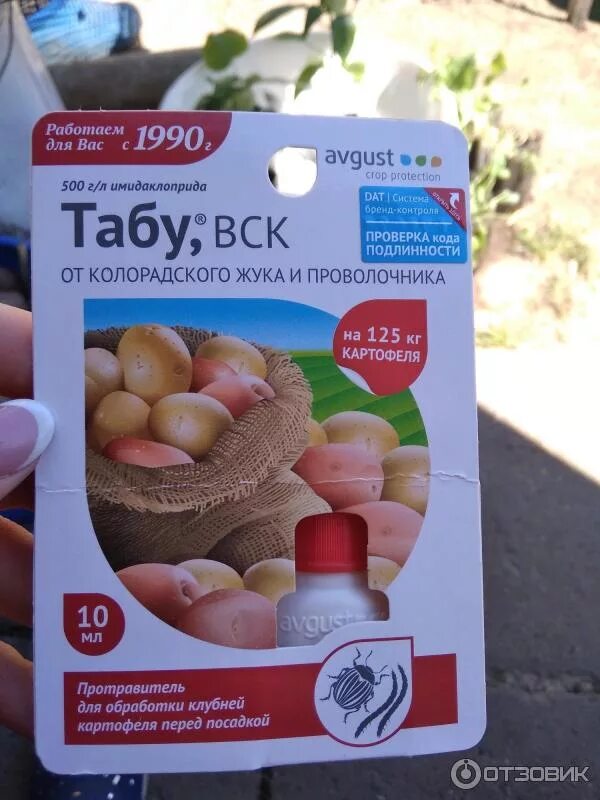 Работаем
для Вас с 1990 г
avgust
crop protection
500 г/л имидаклоприда
Табу,® ВСК
DAT | Система
бренд-контроля
ПРОВЕРКА КОДА
ПОДЛИННОСТИ
ОТ КОЛОРАДСКОГО ЖУКА И ПРОВОЛОЧНИКА
на 125 кг
КАРТОФЕЛЯ
avgust
10
мл
Протравитель
для обработки клубней
картофеля перед посадкой
ОТЗОВИК